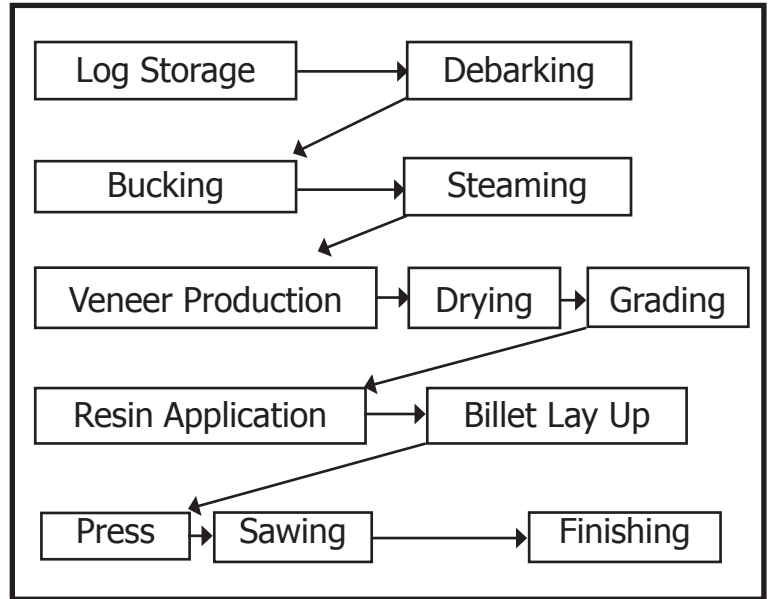 Log Storage
Debarking
Bucking
Steaming
Veneer Production
Drying
Grading
Resin Application
Billet Lay Up
Press
Sawing
Finishing